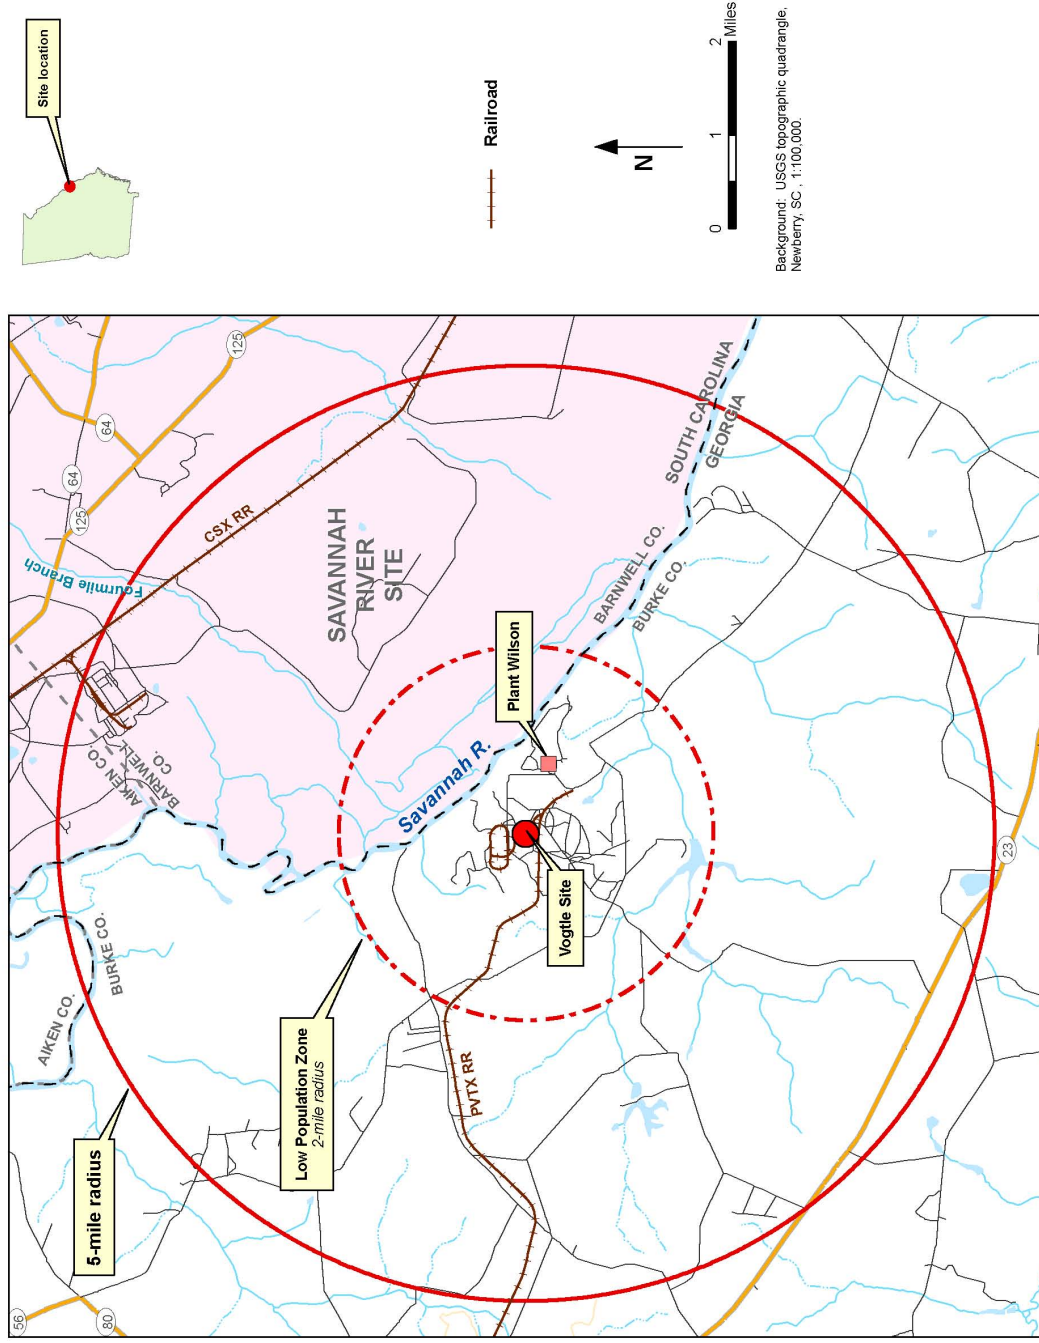 Site location
Railroad
N
0 1 2 Miles
Background: USGS topographic quadrangle,
Newberry, SC , 1:100,000.
125
64
64
125
Fourmile Branch
CSX RR
SAVANNAH
RIVER
SITE
SOUTH CAROLINA
GEORGIA
BARNWELL CO.
BURKE CO.
AIKEN CO.
BARNWELL
CO.
Savannah R.
Plant Wilson
Vogtle Site
AIKEN CO.
BURKE CO.
Low Population Zone
2-mile radius
5-mile radius
PVTX RR
23
56
80